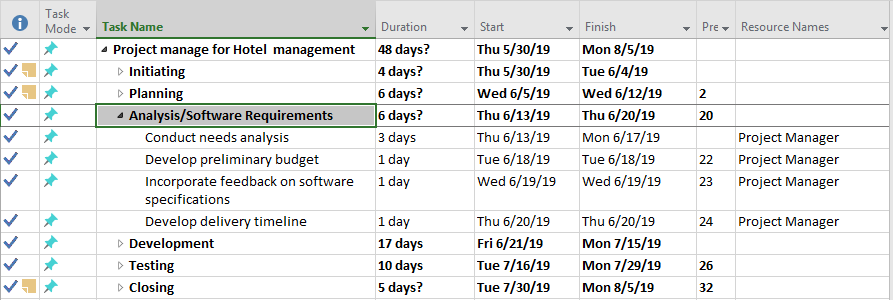 Task Mode Task Name Duration Start Finish Pre Resource Names
Project manage for Hotel management 48 days? Thu 5/30/19 Mon 8/5/19
Initiating 4 days? Thu 5/30/19 Tue 6/4/19
Planning 6 days? Wed 6/5/19 Wed 6/12/19 2
Analysis/Software Requirements 6 days? Thu 6/13/19 Thu 6/20/19 20
Conduct needs analysis 3 days Thu 6/13/19 Mon 6/17/19 Project Manager
Develop preliminary budget 1 day Tue 6/18/19 Tue 6/18/19 22 Project Manager
Incorporate feedback on software specifications 1 day Wed 6/19/19 Wed 6/19/19 23 Project Manager
Develop delivery timeline 1 day Thu 6/20/19 Thu 6/20/19 24 Project Manager
Development 17 days Fri 6/21/19 Mon 7/15/19
Testing 10 days Tue 7/16/19 Mon 7/29/19 26
Closing 5 days? Tue 7/30/19 Mon 8/5/19 32